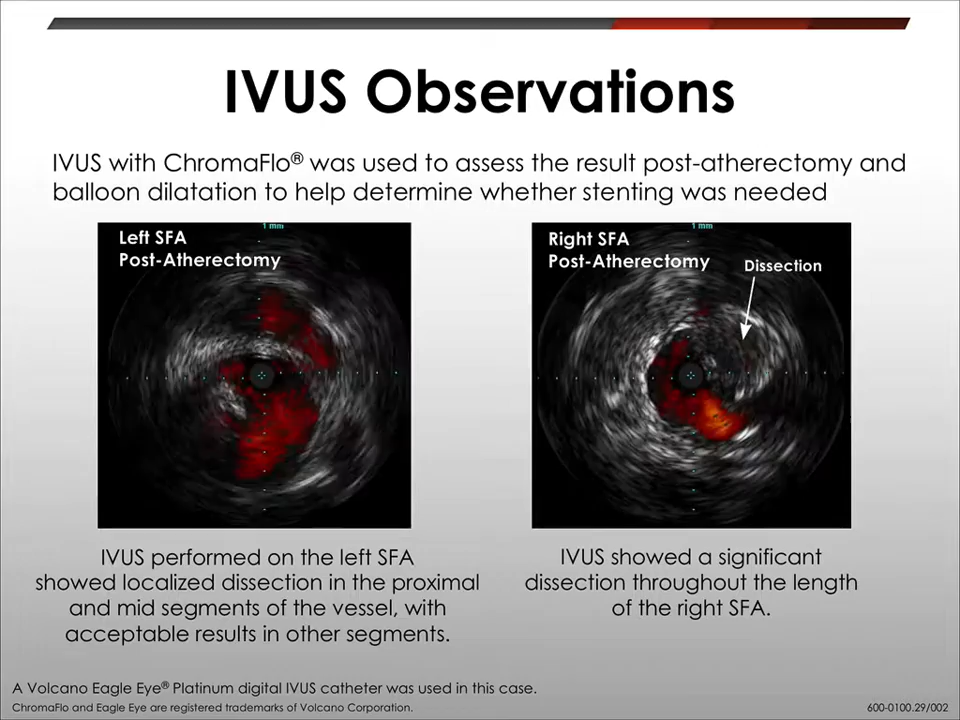 IVUS Observations
IVUS with ChromaFlo® was used to assess the result post-atherectomy and
balloon dilatation to help determine whether stenting was needed
1 mm
Left SFA
Post-Atherectomy
1 mm
Right SFA
Post-Atherectomy
Dissection
IVUS performed on the left SFA
showed localized dissection in the proximal
and mid segments of the vessel, with
acceptable results in other segments.
IVUS showed a significant
dissection throughout the length
of the right SFA.
A Volcano Eagle Eye® Platinum digital IVUS catheter was used in this case.
ChromaFlo and Eagle Eye are registered trademarks of Volcano Corporation.
600-0100.29/002